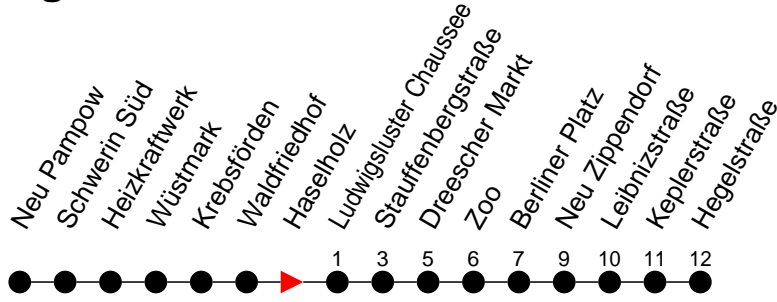 Neu Pampow
Schwerin Süd
Heizkraftwerk
Wüstmark
Krebsförden
Waldfriedhof
Haselholz
Ludwigsluster Chaussee
Stauffenbergstraße
Dreescher Markt
Zoo
Berliner Platz
Neu Zippendorf
Leibnizstraße
Keplerstraße
Hegelstraße
1 3 5 6 7 9 10 11 12